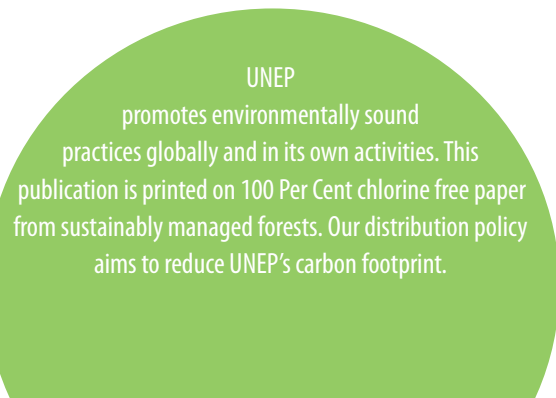 UNEP
promotes environmentally sound
practices globally and in its own activities. This
publication is printed on 100 Per Cent chlorine free paper
from sustainably managed forests. Our distribution policy
aims to reduce UNEP’s carbon footprint.